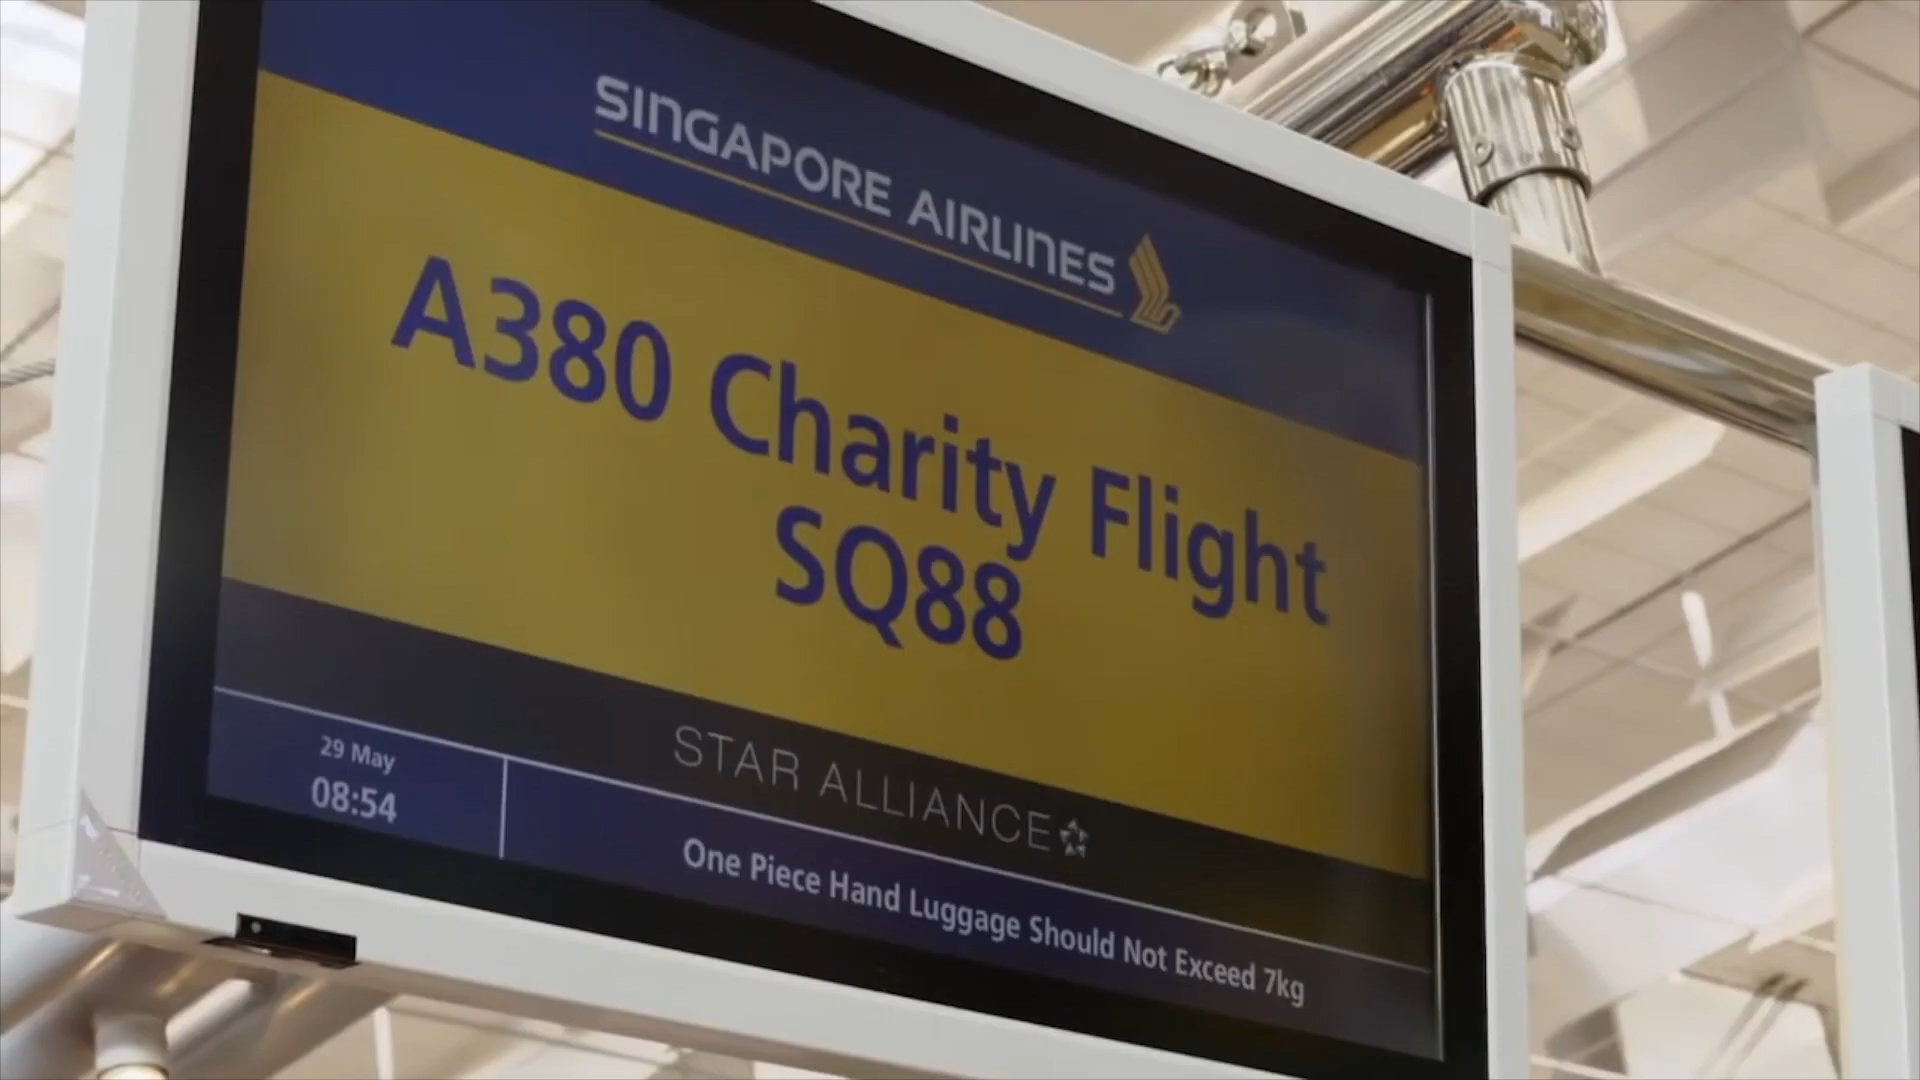 SINGAPORE AIRLINES
A380 Charity Flight
SQ88
STAR ALLIANCE
29 May
08:54
One Piece Hand Luggage Should Not Exceed 7kg